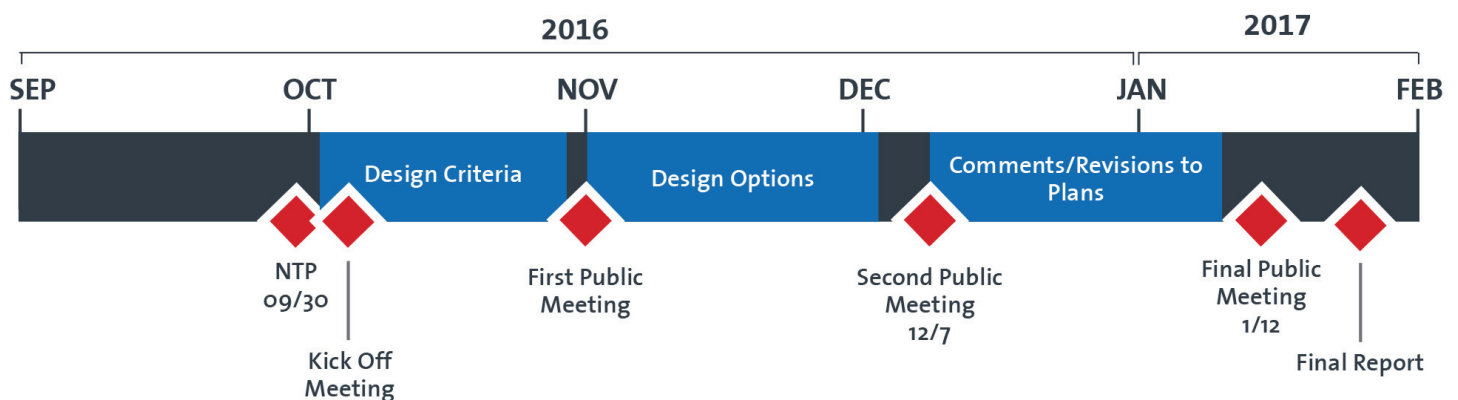 2016
2017
SEP
OCT
NOV
DEC
JAN
FEB
Design Criteria
Design Options
Comments/Revisions to
Plans
NTP
09/30
Kick Off
Meeting
First Public
Meeting
Second Public
Meeting
12/7
Final Public
Meeting
1/12
Final Report